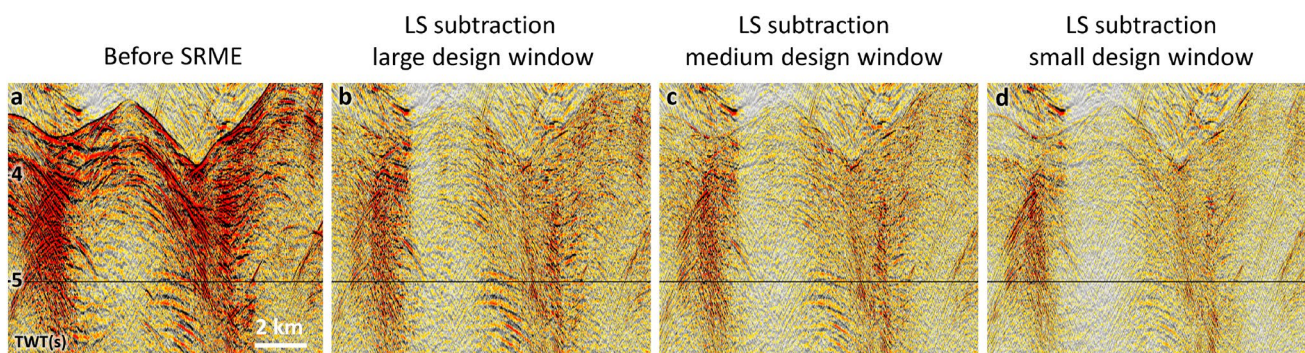 Before SRME
LS subtraction
large design window
LS subtraction
medium design window
LS subtraction
small design window
a
b
c
d
4
5
2 km
TWT(s)